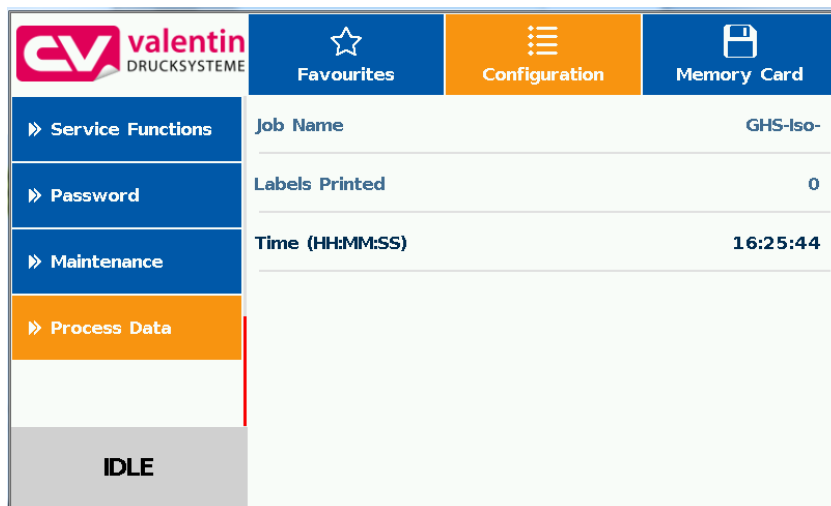 CV valentin
DRUCKSYSTEME
Favourites
Configuration
Memory Card
Service Functions
Password
Maintenance
Process Data
IDLE
Job Name GHS-Iso-
Labels Printed 0
Time (HH:MM:SS) 16:25:44